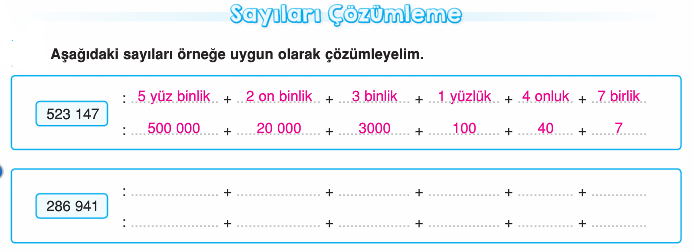 Sayıları Çözümleme
Aşağıdaki sayıları örneğe uygun olarak çözümleyelim.
: 5 yüz binlik + 2 on binlik + 3 binlik + 1 yüzlük + 4 onluk + 7 birlik
523 147
: 500 000 + 20 000 + 3000 + 100 + 40 + 7
: .................... + .................... + ................ + ................ + ............ + ............
286 941
: .................... + .................... + ................ + ................ + ............ + ............